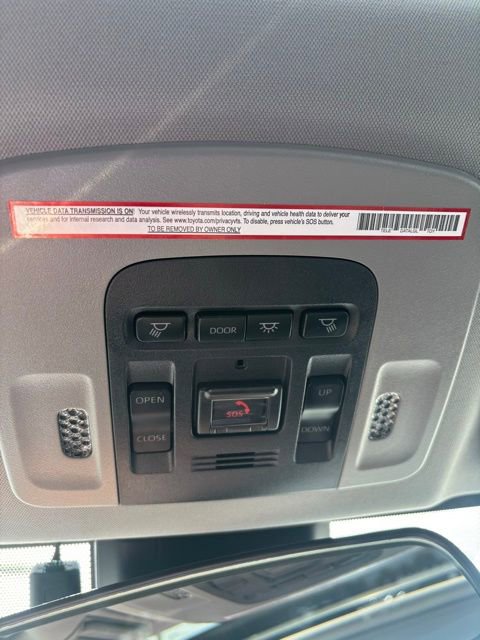 VEHICLE DATA TRANSMISSION IS ON! Your vehicle wirelessly transmits location, driving and vehicle health data to deliver your
services and for internal research and data analysis. See www.toyota.com/privacyvts. To disable, press vehicle's SOS button.
TO BE REMOVED BY OWNER ONLY
DOOR
OPEN
CLOSE
SOS
UP
DOWN